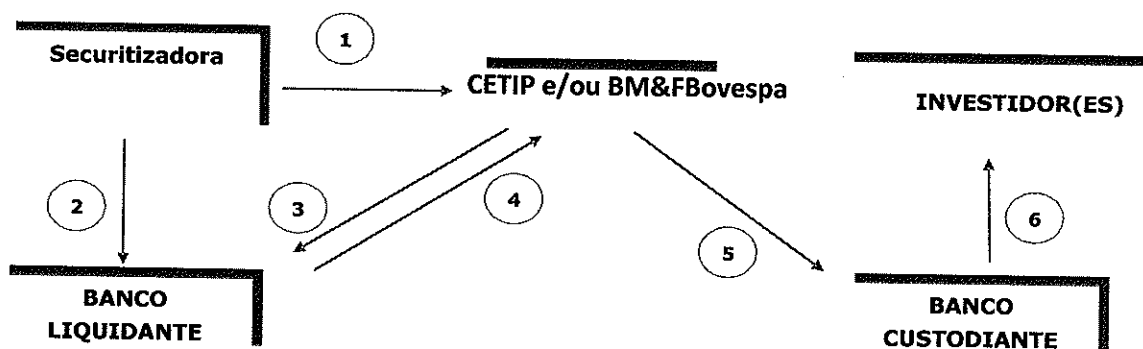 1
Securitizadora
CETIP e/ou BM&FBovespa
INVESTIDOR(ES)
2
3
4
5
6
BANCO
LIQUIDANTE
BANCO
CUSTODIANTE